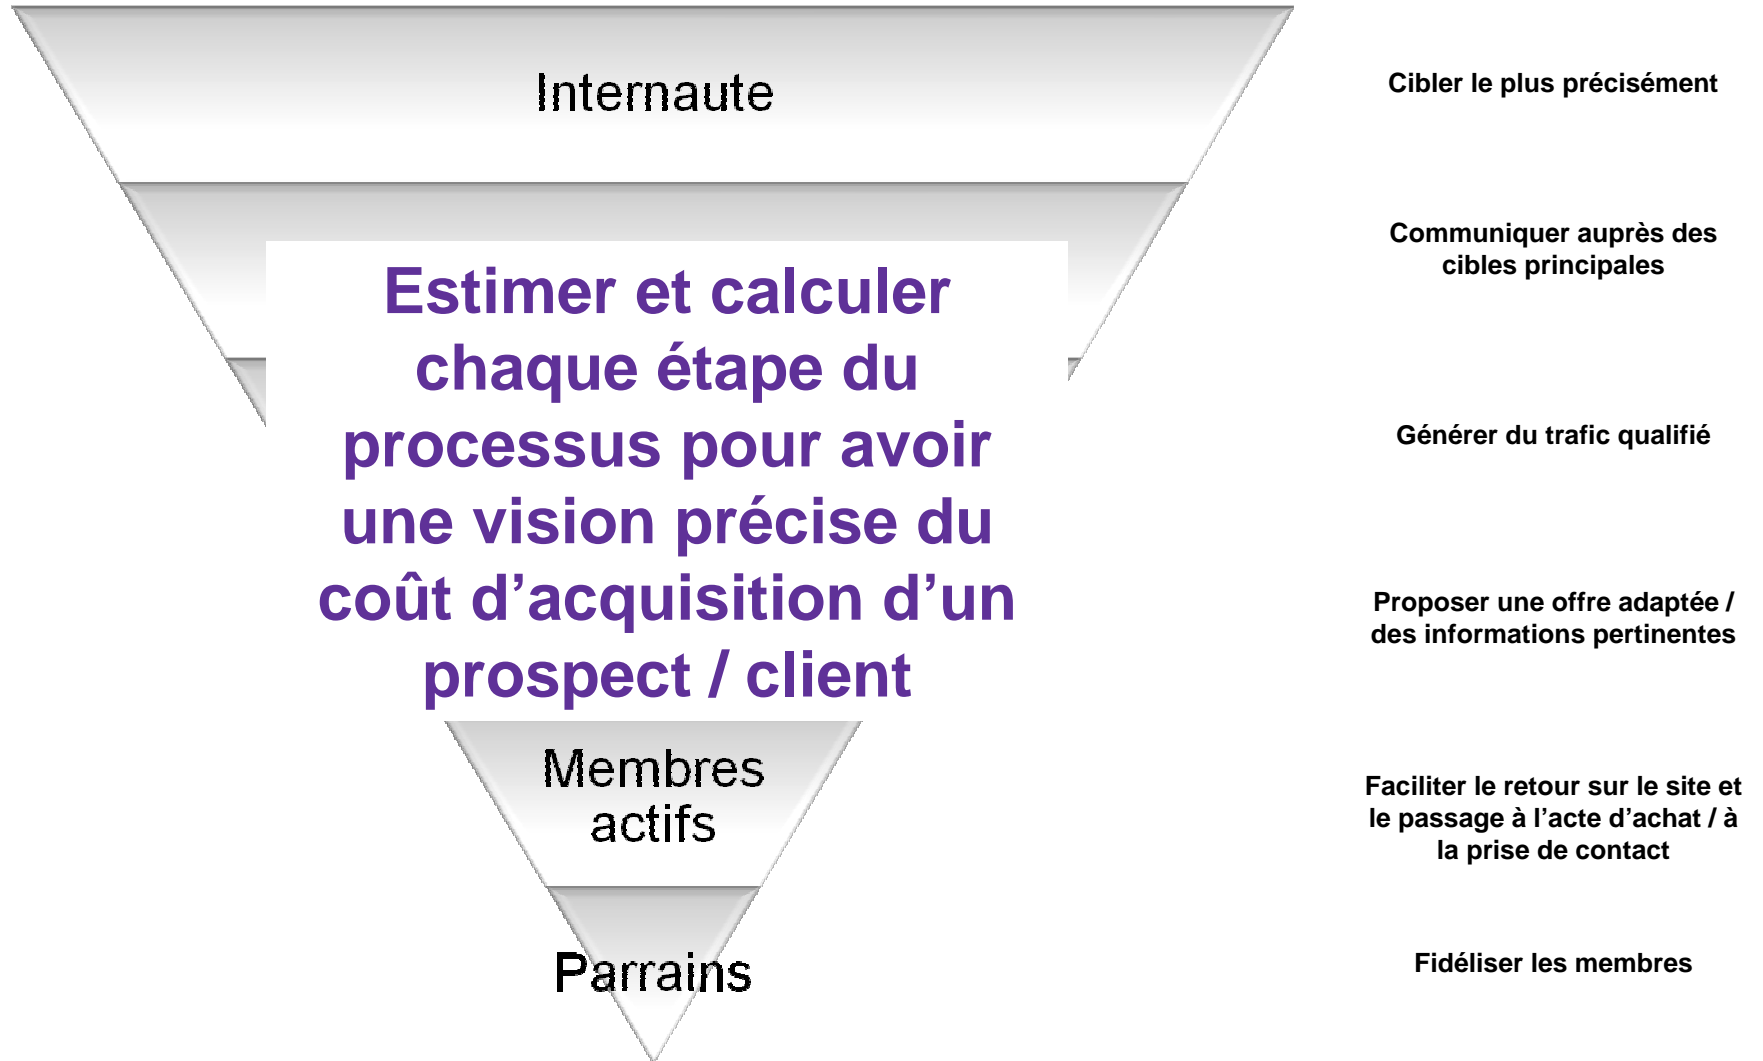 Internaute
Cibler le plus précisément
Communiquer auprès des
cibles principales
Estimer et calculer
chaque étape du
processus pour avoir
une vision précise du
coût d’acquisition d’un
prospect / client
Générer du trafic qualifié
Proposer une offre adaptée /
des informations pertinentes
Membres
actifs
Faciliter le retour sur le site et
le passage à l’acte d’achat / à
la prise de contact
Parrains
Fidéliser les membres